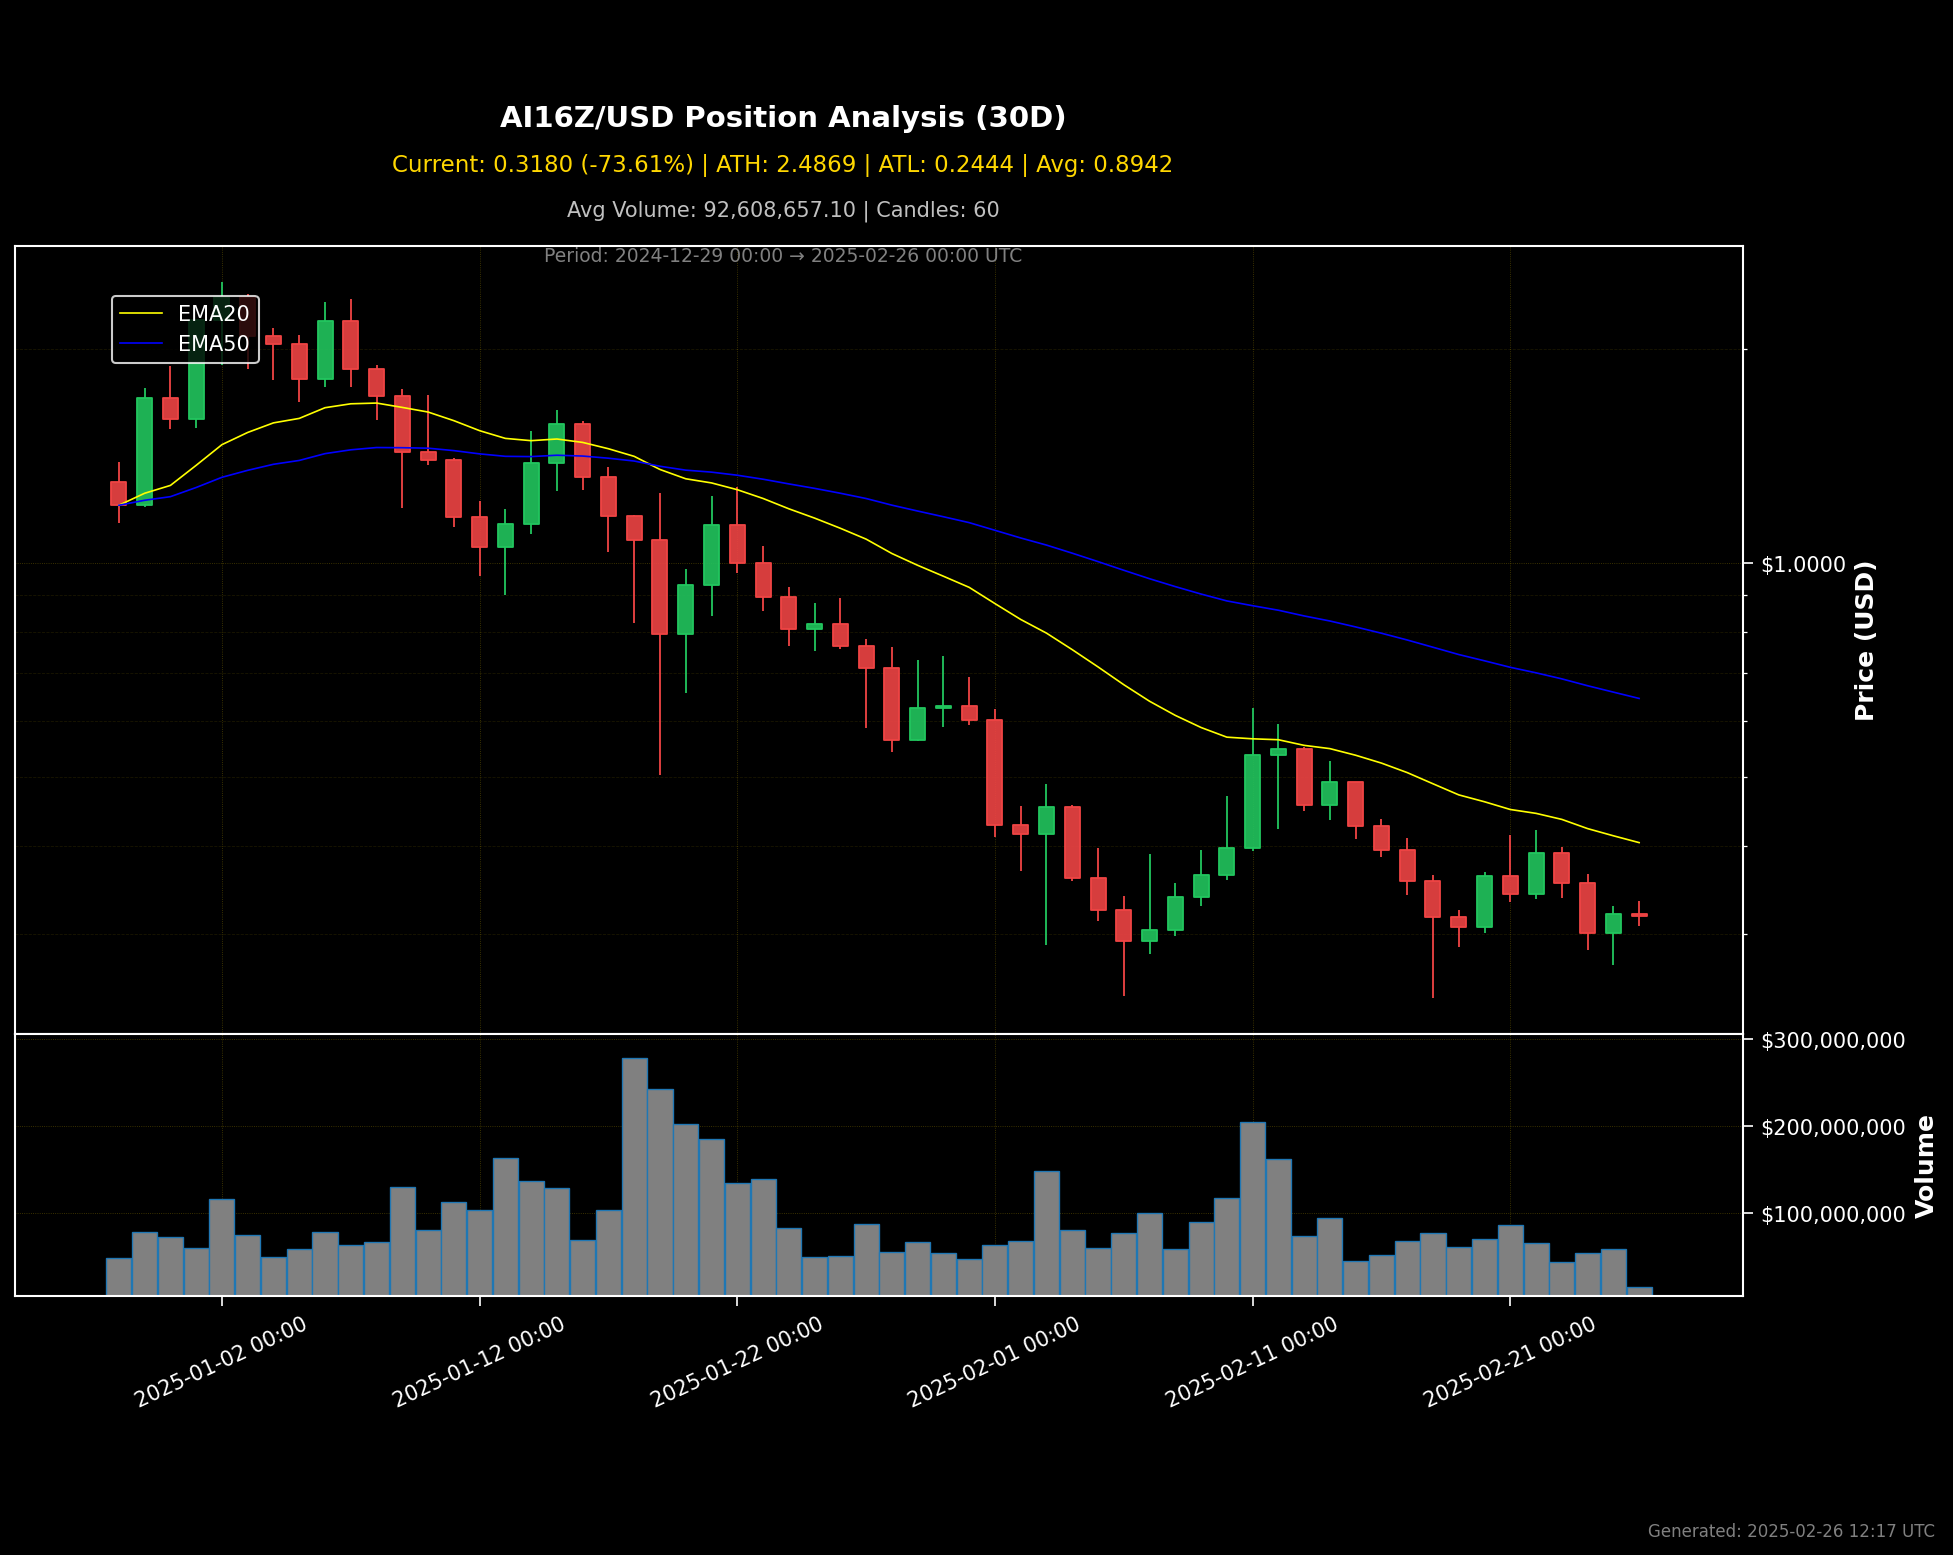 AI16Z/USD Position Analysis (30D)
Current: 0.3180 (-73.61%) | ATH: 2.4869 | ATL: 0.2444 | Avg: 0.8942
Avg Volume: 92,608,657.10 | Candles: 60
Period: 2024-12-29 00:00 → 2025-02-26 00:00 UTC
EMA20
EMA50
$1.0000
Price (USD)
$300,000,000
$200,000,000
$100,000,000
Volume
2025-01-02 00:00
2025-01-12 00:00
2025-01-22 00:00
2025-02-01 00:00
2025-02-11 00:00
2025-02-21 00:00
Generated: 2025-02-26 12:17 UTC